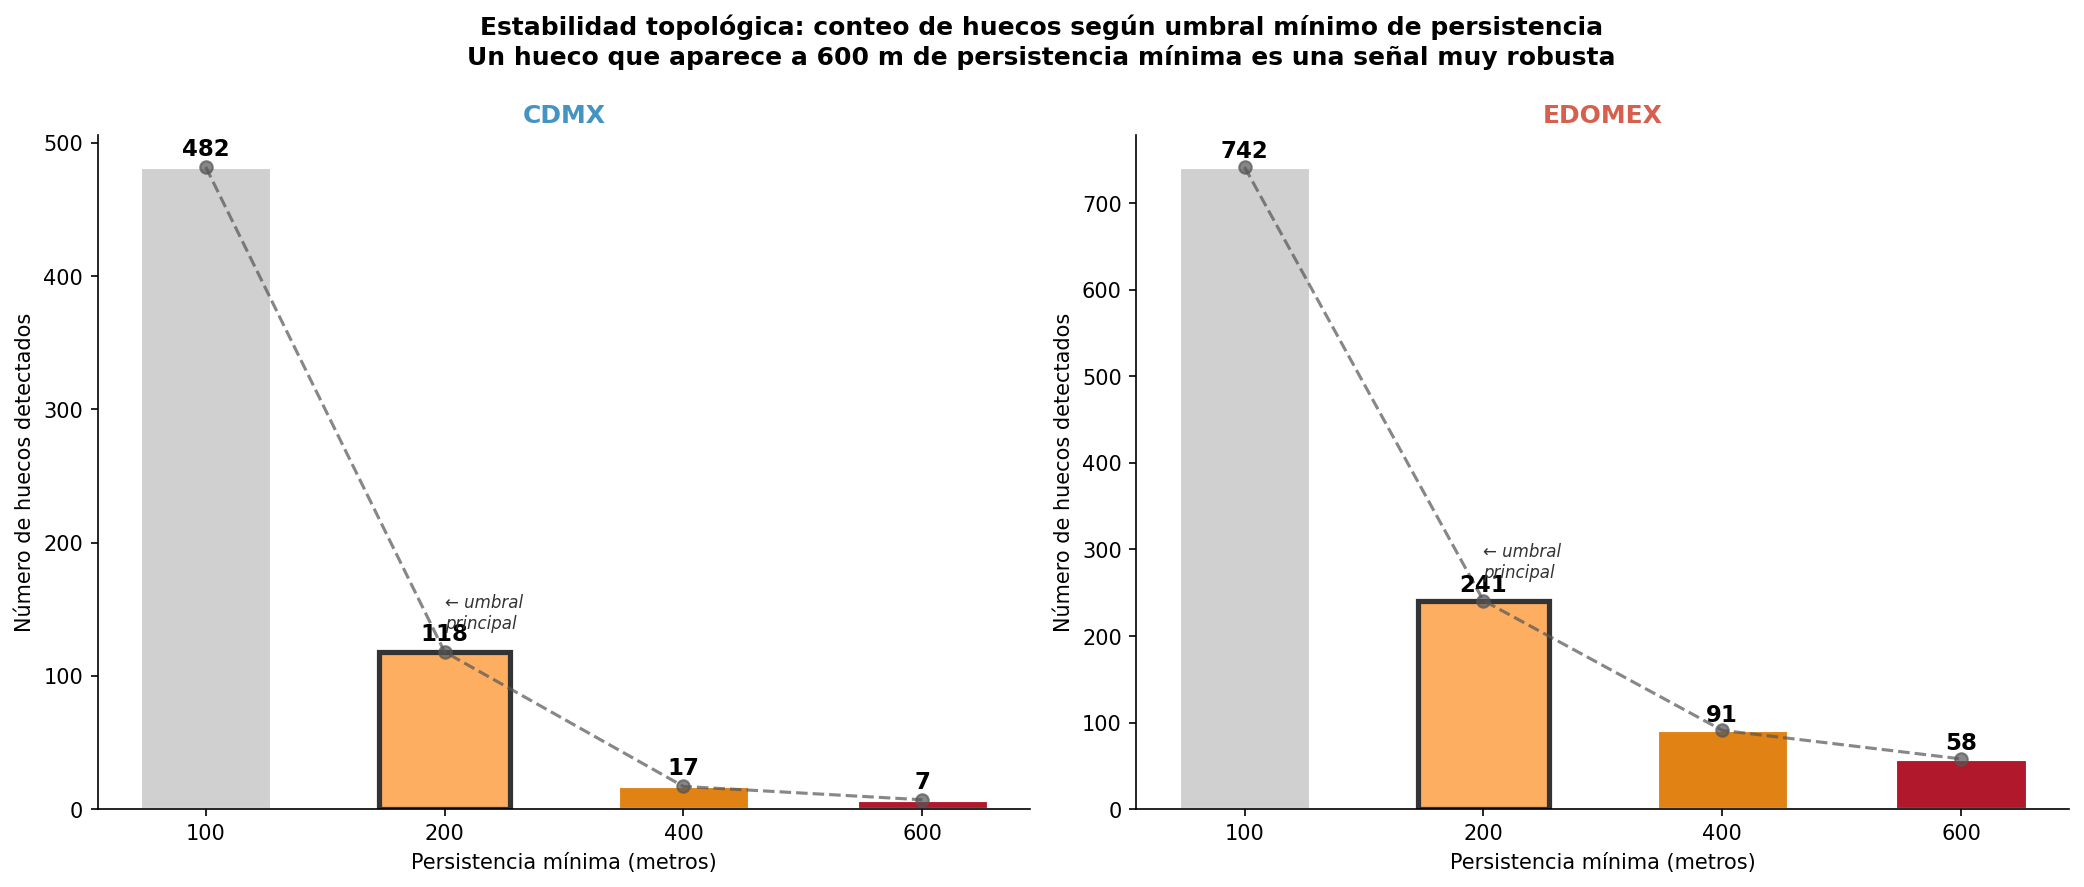 Estabilidad topológica: conteo de huecos según umbral mínimo de persistencia
Un hueco que aparece a 600 m de persistencia mínima es una señal muy robusta
CDMX
Número de huecos detectados
500
400
300
200
100
0
482
← umbral
principal
118
17
7
100
200
400
600
Persistencia mínima (metros)
EDOMEX
Número de huecos detectados
700
600
500
400
300
200
100
0
742
← umbral
principal
241
91
58
100
200
400
600
Persistencia mínima (metros)